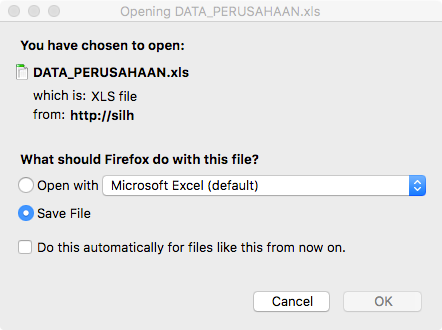 Opening DATA_PERUSAHAAN.xls
You have chosen to open:
DATA_PERUSAHAAN.xls
which is: XLS file
from: http://silh
What should Firefox do with this file?
Open with Microsoft Excel (default)
Save File
Do this automatically for files like this from now on.
Cancel OK